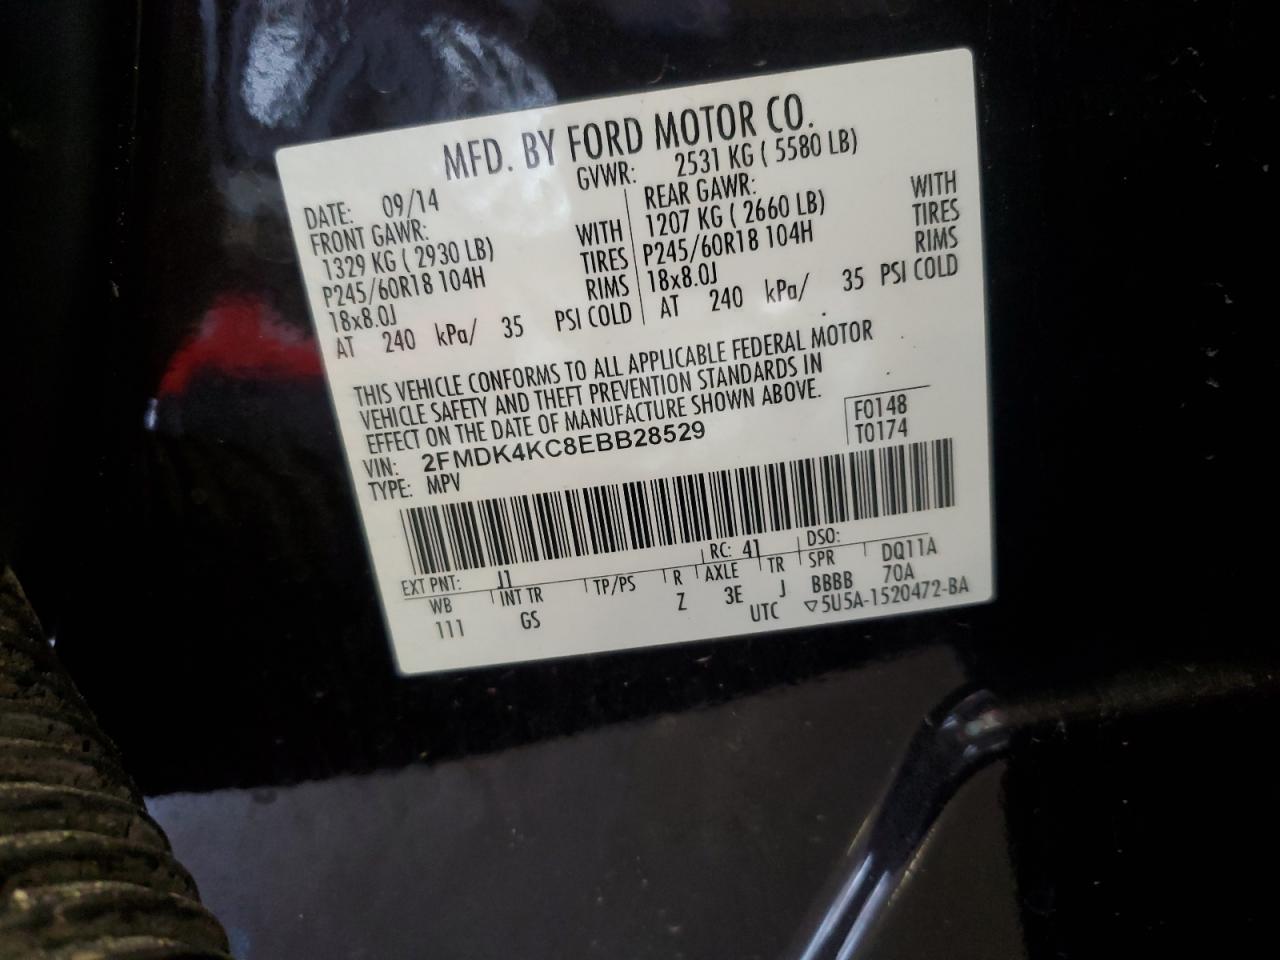 MFD. BY FORD MOTOR CO.
DATE: 09/14 GVWR: 2531 KG ( 5580 LB)
FRONT GAWR: REAR GAWR:
1329 KG ( 2930 LB) WITH 1207 KG ( 2660 LB) WITH
P245/60R18 104H TIRES P245/60R18 104H TIRES
18x8.0J RIMS 18x8.0J RIMS
AT 240 kPa/ 35 PSI COLD AT 240 kPa/ 35 PSI COLD
THIS VEHICLE CONFORMS TO ALL APPLICABLE FEDERAL MOTOR
VEHICLE SAFETY AND THEFT PREVENTION STANDARDS IN
EFFECT ON THE DATE OF MANUFACTURE SHOWN ABOVE.
VIN: 2FMDK4KC8EBB28529 F0148
TYPE: MPV T0174
EXT PNT: J1 RC: 41 DSO:
WB INT TR TP/PS R AXLE TR SPR DQ11A
111 GS Z 3E J BBBB 70A
UTC ▽5U5A-1520472-BA